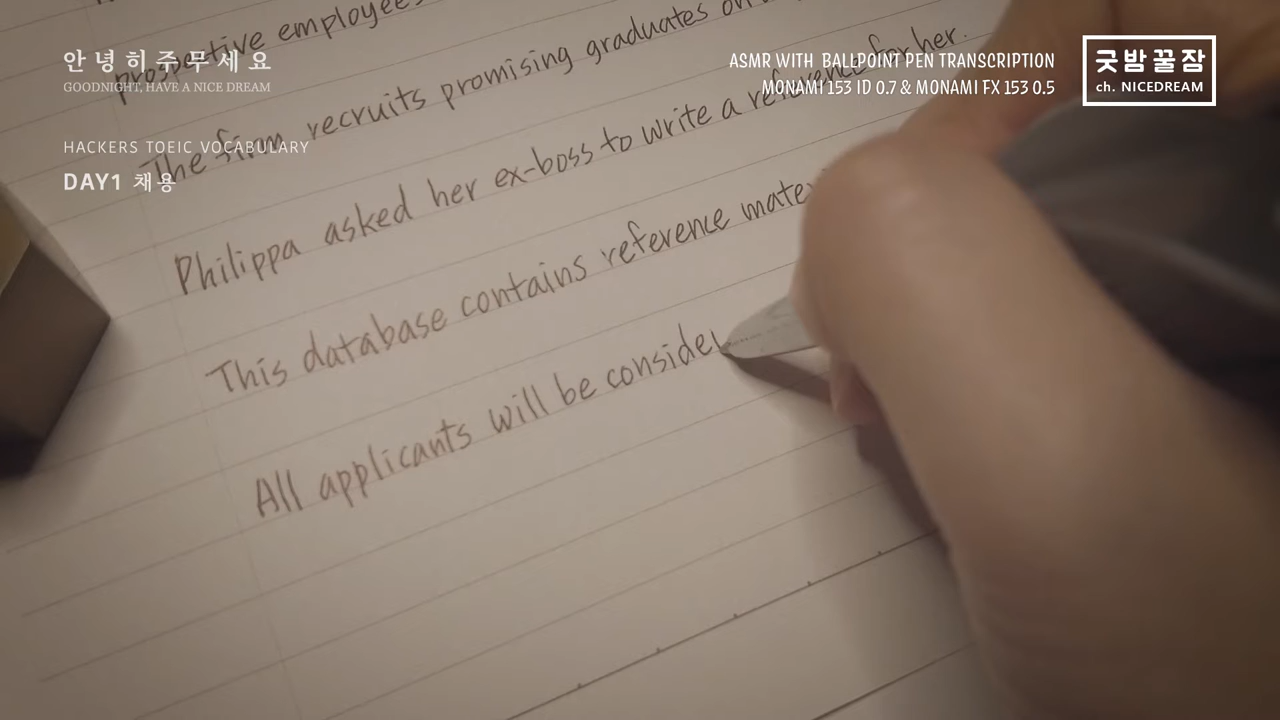 안녕히주무세요
GOODNIGHT, HAVE A NICE DREAM
HACKERS TOEIC VOCABULARY
DAY1 채용
ASMR WITH BALLPOINT PEN TRANSCRIPTION
MONAMI 153 ID 0.7 & MONAMI FX 153 0.5
굿밤꿀잠
ch. NICEDREAM
prospective employees
The firm recruits promising graduates on
Philippa asked her ex-boss to write a reference for her.
This database contains reference
All applicants will be